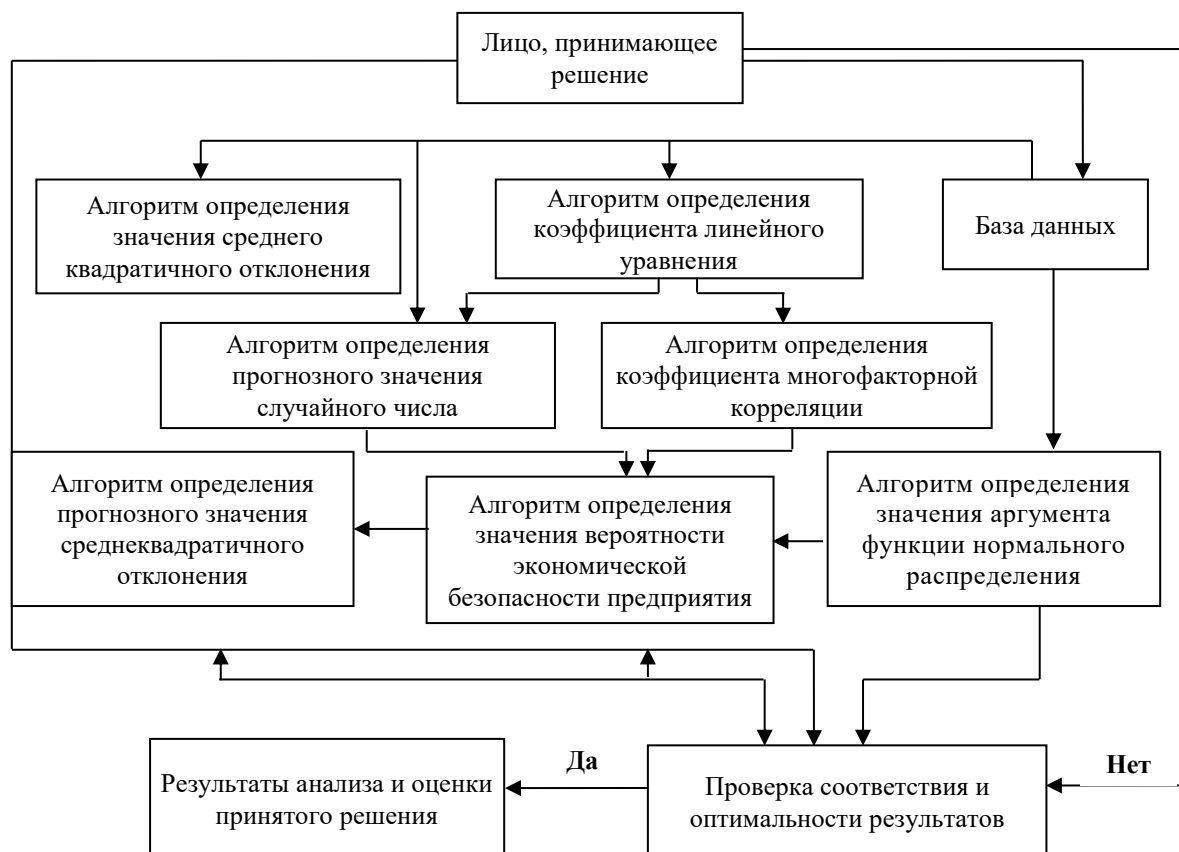 Лицо, принимающее
решение
Алгоритм определения
значения среднего
квадратичного отклонения
Алгоритм определения
коэффициента линейного
уравнения
База данных
Алгоритм определения
прогнозного значения
случайного числа
Алгоритм определения
коэффициента многофакторной
корреляции
Алгоритм определения
прогнозного значения
среднеквадратичного
отклонения
Алгоритм определения
значения вероятности
экономической
безопасности предприятия
Алгоритм определения
значения аргумента
функции нормального
распределения
Результаты анализа и оценки
принятого решения
Да
Проверка соответствия и
оптимальности результатов
Нет